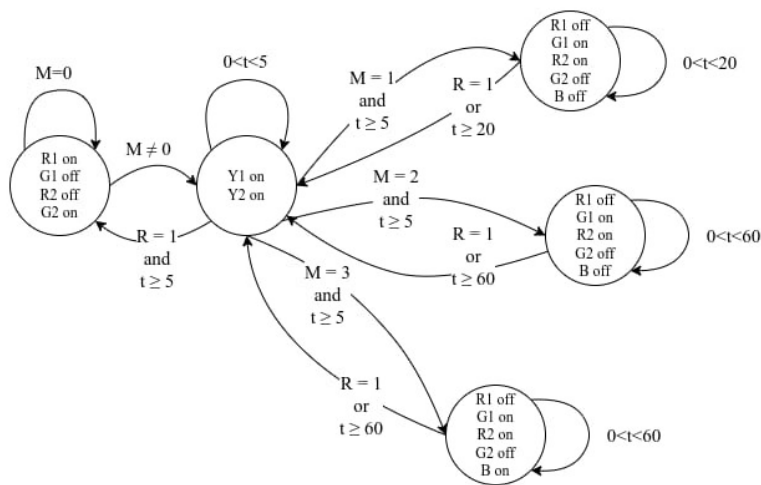 M=0
R1 on
G1 off
R2 off
G2 on
M ≠ 0
R = 1
and
t ≥ 5
0<t<5
Y1 on
Y2 on
M = 1
and
t ≥ 5
R = 1
or
t ≥ 20
R1 off
G1 on
R2 on
G2 off
B off
0<t<20
M = 2
and
t ≥ 5
R = 1
or
t ≥ 60
R1 off
G1 on
R2 on
G2 off
B off
0<t<60
M = 3
and
t ≥ 5
R = 1
or
t ≥ 60
R1 off
G1 on
R2 on
G2 off
B on
0<t<60